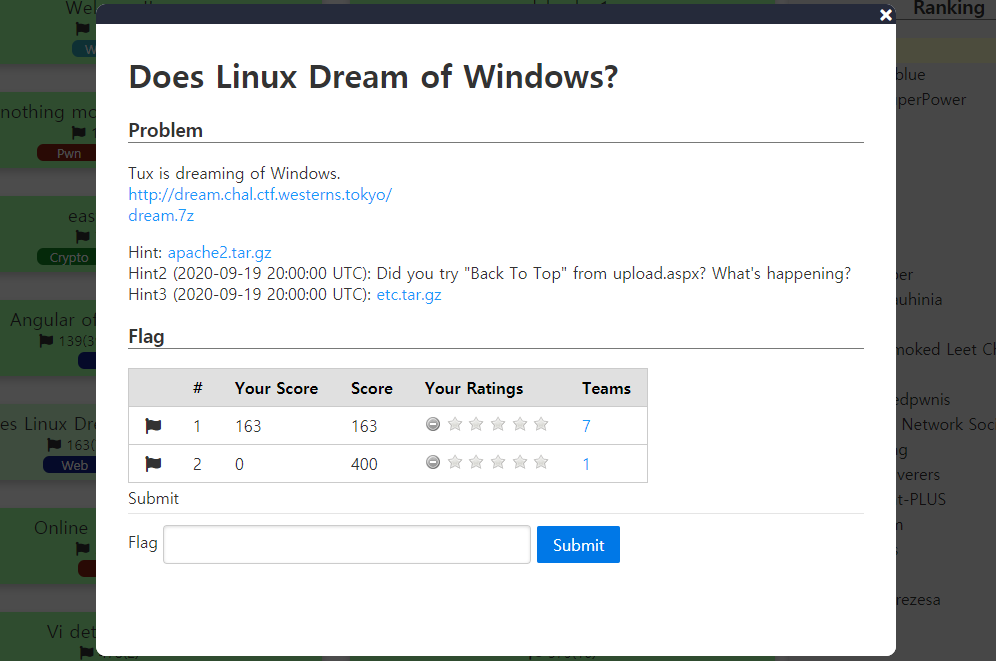 Does Linux Dream of Windows?
Problem
Tux is dreaming of Windows.
http://dream.chal.ctf.westerns.tokyo/
dream.7z
Hint: apache2.tar.gz
Hint2 (2020-09-19 20:00:00 UTC): Did you try "Back To Top" from upload.aspx? What's happening?
Hint3 (2020-09-19 20:00:00 UTC): etc.tar.gz
Flag
# Your Score Score Your Ratings Teams
1 163 163 7
2 0 400 1
Submit
Flag Submit
nothing
Pwn
eas
Crypto
Angular of
139(3
es Linux Dr
163(
Web
Online
Vi det
Ranking
blue
perPower
uhinia
moked Leet Ch
edpwnis
Network Soc
verers
t-PLUS
rezesa